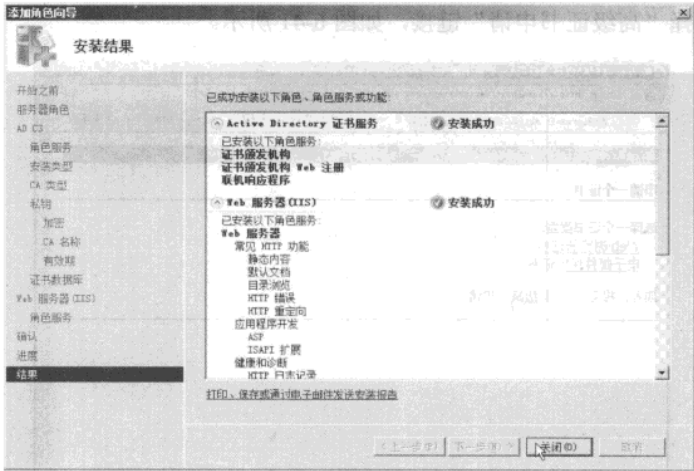 添加角色向导
安装结果
开始之前
服务器角色
AD CS
角色服务
安装类型
CA 类型
私钥
加密
CA 名称
有效期
证书数据库
Web 服务器(IIS)
角色服务
确认
进度
结果
已成功安装以下角色、角色服务或功能:
Active Directory 证书服务 安装成功
已安装以下角色服务:
证书颁发机构
证书颁发机构 Web 注册
联机响应程序
Web 服务器(IIS) 安装成功
已安装以下角色服务:
Web 服务器
常见 HTTP 功能
静态内容
默认文档
目录浏览
HTTP 错误
HTTP 重定向
应用程序开发
ASP
ISAPI 扩展
健康和诊断
HTTP 日志记录
打印、保存或通过电子邮件发送安装报告
< 上一步(P) 下一步(N) > 关闭(O) 取消